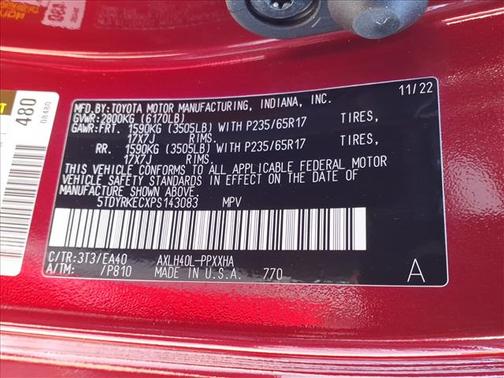 MFD. BY: TOYOTA MOTOR MANUFACTURING, INDIANA, INC. 11/22
GVWR: 2800KG (6170LB)
GAWR: FRT. 1590KG (3505LB) WITH P235/65R17 TIRES,
17X7J RIMS
RR. 1590KG (3505LB) WITH P235/65R17 TIRES,
17X7J RIMS.
THIS VEHICLE CONFORMS TO ALL APPLICABLE FEDERAL MOTOR
VEHICLE SAFETY STANDARDS IN EFFECT ON THE DATE OF
MANUFACTURE SHOWN ABOVE.
5TDYRKECXPS143083 MPV
C/TR: 3T3/EA40 AXLH40L-PPXXHA
A/TM: /P810 MADE IN U.S.A. 770 A
480
08480